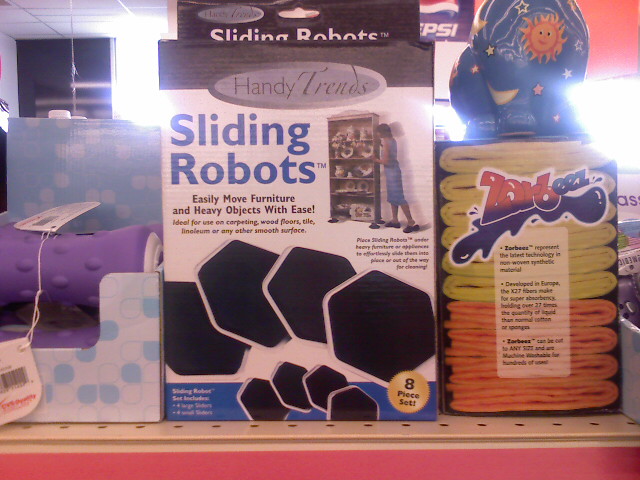 Handy Trends
Sliding Robots™
PEPSI
Handy Trends
Sliding
Robots™
Easily Move Furniture
and Heavy Objects With Ease!
Ideal for use on carpeting, wood floors, tile,
linoleum or any other smooth surface.
Place Sliding Robots™ under
heavy furniture or appliances
to effortlessly slide them into
place or out of the way
for cleaning!
Sliding Robot™
Set Includes:
• 4 large Sliders
• 4 small Sliders
8
Piece
Set!
Zorbeez
• Zorbeez™ represent
the latest technology in
non-woven synthetic
material
• Developed in Europe,
the X27 fibers make
for super absorbency,
holding over 27 times
the quantity of liquid
than normal cotton
or sponges.
• Zorbeez™ can be cut
to ANY SIZE and are
Machine Washable for
hundreds of uses!